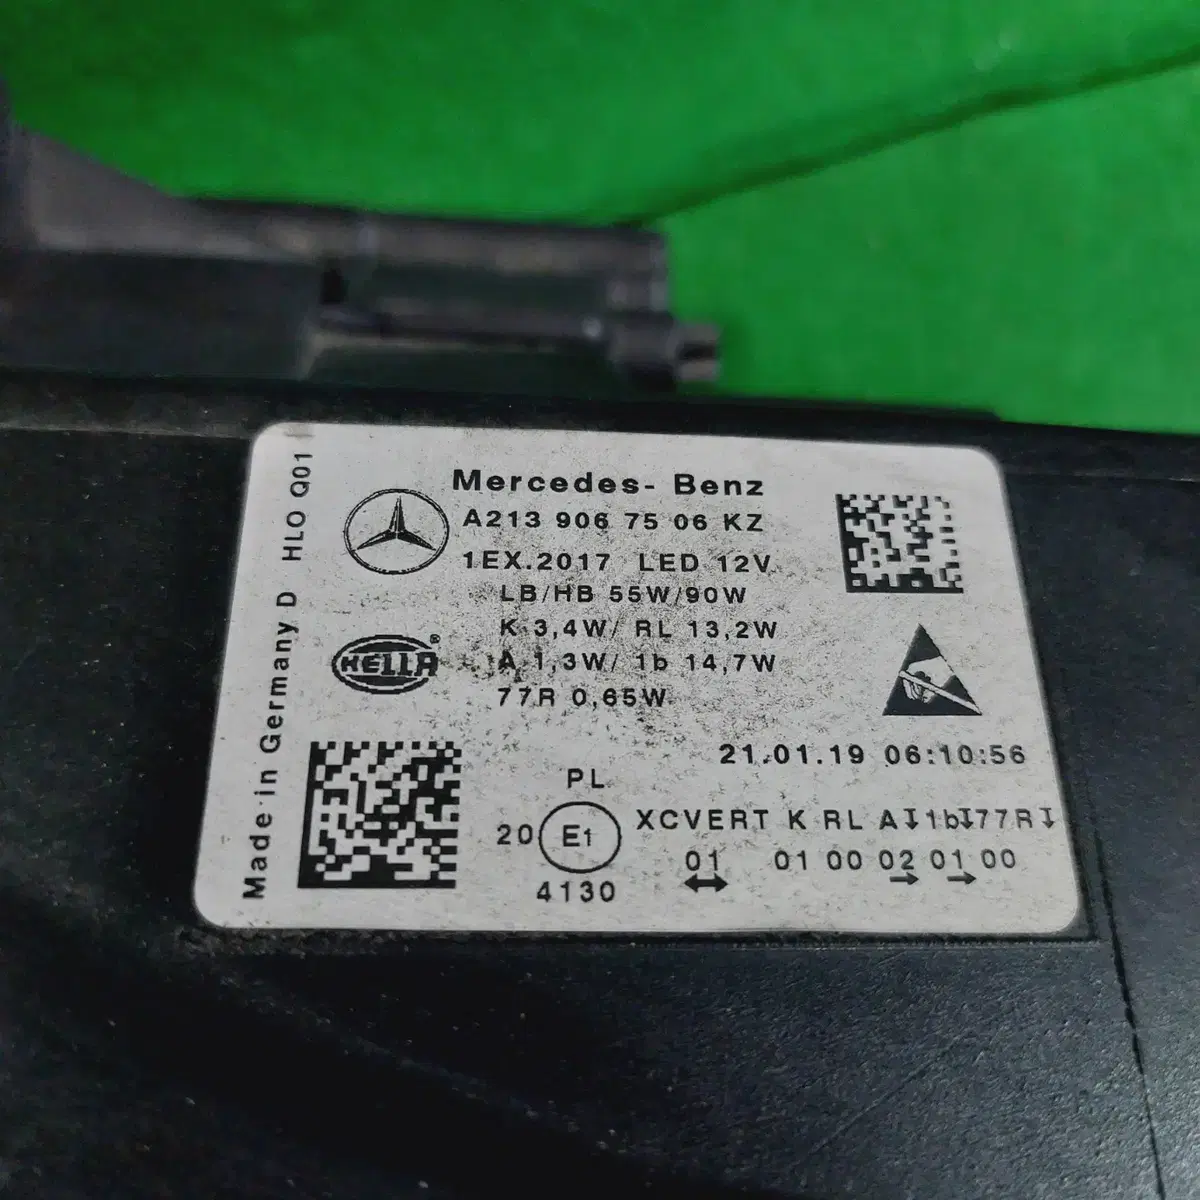 Mercedes- Benz
A213 906 75 06 KZ
1EX.2017 LED 12V
LB/HB 55W/90W
K 3,4W/ RL 13,2W
A 1,3W/ 1b 14,7W
77R 0,65W
HELLA®
Made in Germany D HLO Q01
21.01.19 06:10:56
PL
20 E1 XCVERT K RL A↧1b↧77R↧
4130
01 01 00 02 01 00
↔ → →